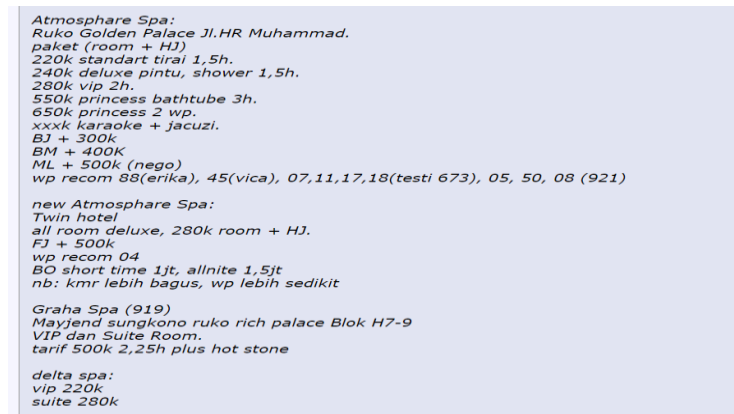 Atmosphare Spa:
Ruko Golden Palace Jl.HR Muhammad.
paket (room + HJ)
220k standart tirai 1,5h.
240k deluxe pintu, shower 1,5h.
280k vip 2h.
550k princess bathtube 3h.
650k princess 2 wp.
xxxk karaoke + jacuzi.
BJ + 300k
BM + 400K
ML + 500k (nego)
wp recom 88(erika), 45(vica), 07,11,17,18(testi 673), 05, 50, 08 (921)
new Atmosphare Spa:
Twin hotel
all room deluxe, 280k room + HJ.
FJ + 500k
wp recom 04
BO short time 1jt, allnite 1,5jt
nb: kmr lebih bagus, wp lebih sedikit
Graha Spa (919)
Mayjend sungkono ruko rich palace Blok H7-9
VIP dan Suite Room.
tarif 500k 2,25h plus hot stone
delta spa:
vip 220k
suite 280k